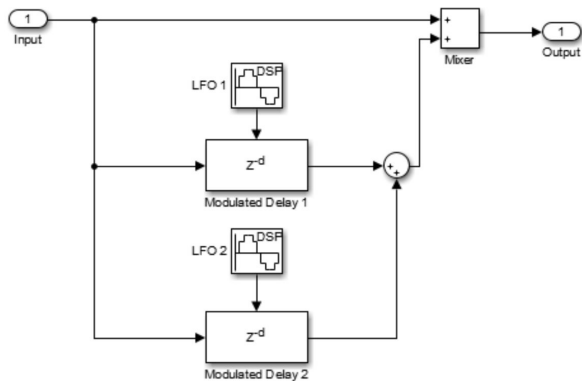 1
Input
+
+
Mixer
1
Output
LFO 1
DSP
Z-d
Modulated Delay 1
+
+
LFO 2
DSP
Z-d
Modulated Delay 2